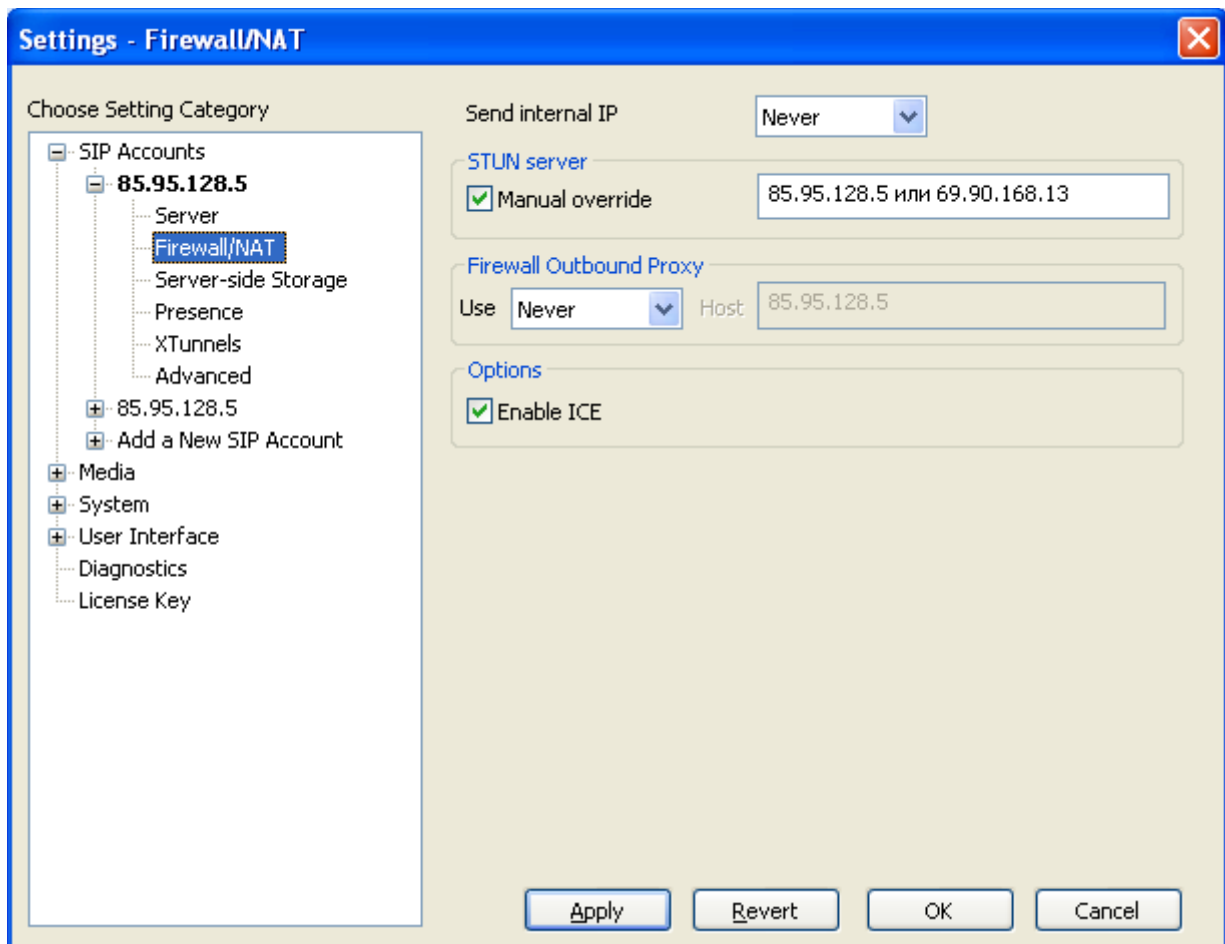 Settings - Firewall/NAT
Choose Setting Category
SIP Accounts
85.95.128.5
Server
Firewall/NAT
Server-side Storage
Presence
XTunnels
Advanced
85.95.128.5
Add a New SIP Account
Media
System
User Interface
Diagnostics
License Key
Send internal IP Never
STUN server
Manual override 85.95.128.5 или 69.90.168.13
Firewall Outbound Proxy
Use Never Host 85.95.128.5
Options
Enable ICE
Apply Revert OK Cancel